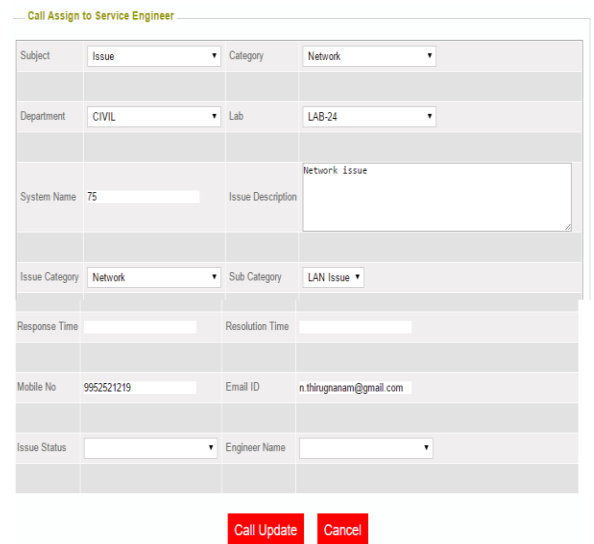 Call Assign to Service Engineer
Subject Issue Category Network
Department CIVIL Lab LAB-24
Network issue
System Name 75 Issue Description
Issue Category Network Sub Category LAN Issue
Response Time Resolution Time
Mobile No 9952521219 Email ID n.thirugnanam@gmail.com
Issue Status Engineer Name
Call Update Cancel